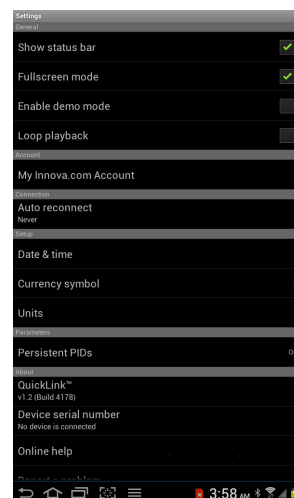 Settings
General
Show status bar
Fullscreen mode
Enable demo mode
Loop playback
Account
My Innova.com Account
Connection
Auto reconnect
Never
Setup
Date & time
Currency symbol
Units
Parameters
Persistent PIDs
About
QuickLink™
v1.2 (Build 4178)
Device serial number
No device is connected
Online help
Report a problem
3:58 AM